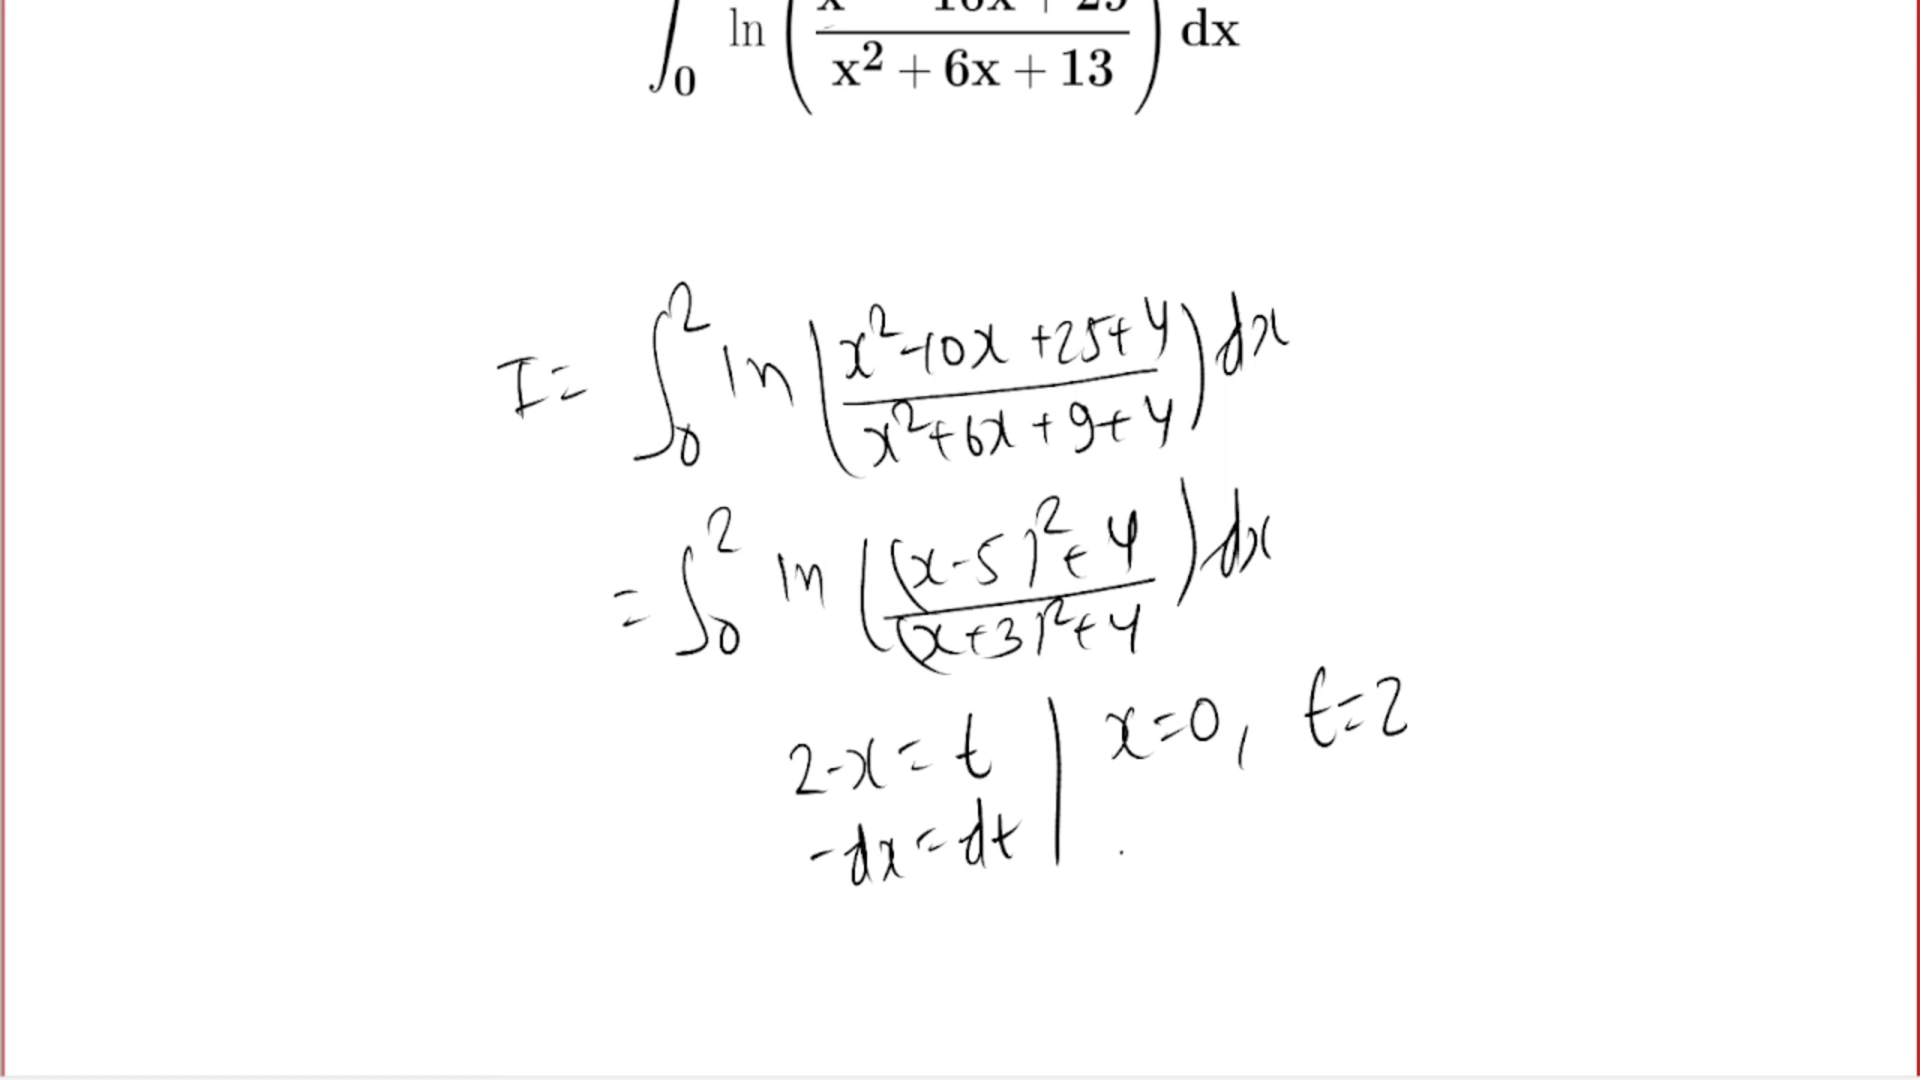 ∫₀ ln ( / x² + 6x + 13 ) dx
I = ∫₀² ln ( x² -10x +25+4 / x²+6x+9+4 ) dx
= ∫₀² ln ( (x-5)²+4 / (x+3)²+4 ) dx
2-x = t | x=0, t=2
-dx = dt